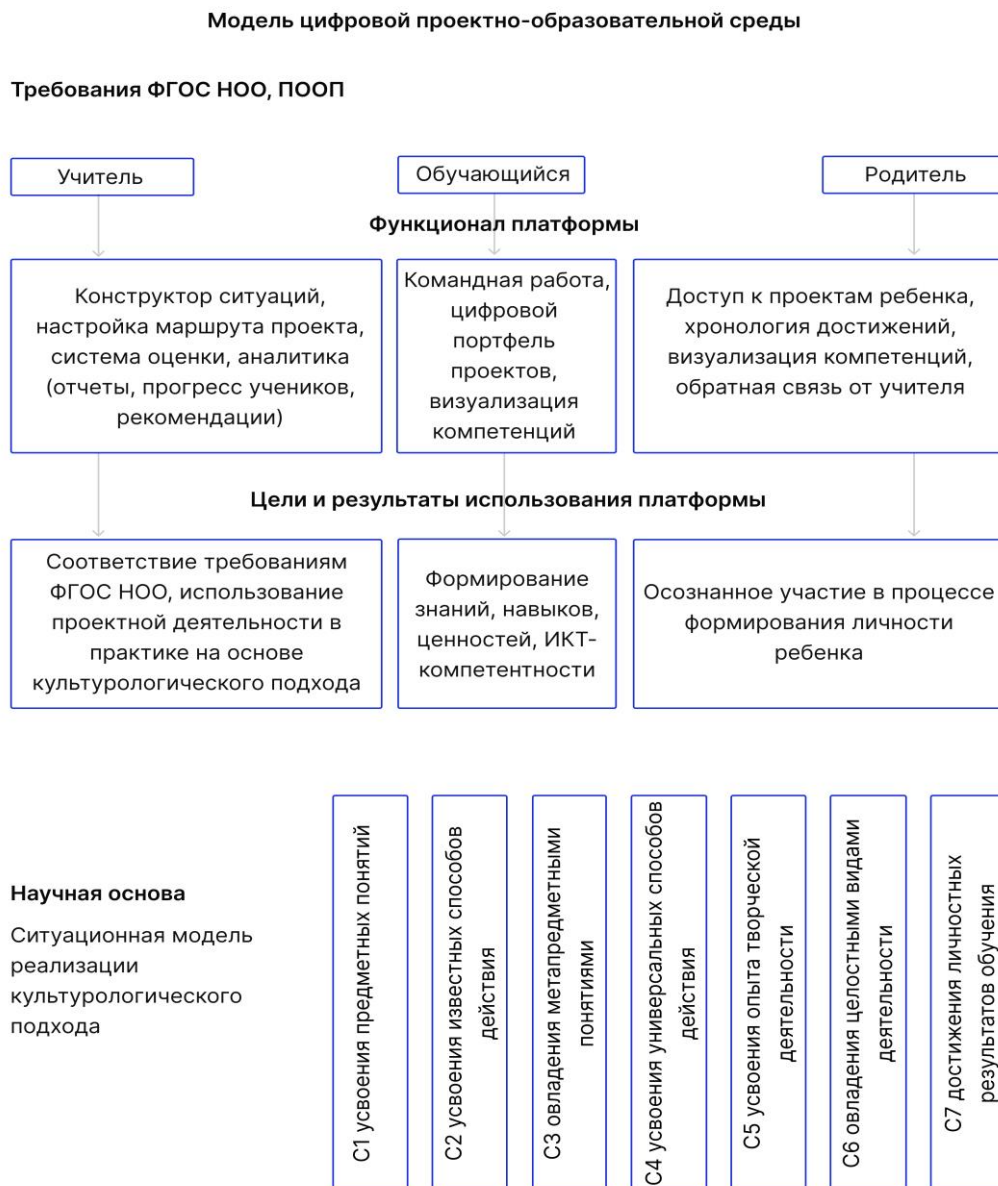 Модель цифровой проектно-образовательной среды
Требования ФГОС НОО, ПООП
Учитель
Обучающийся
Родитель
Функционал платформы
Конструктор ситуаций,
настройка маршрута проекта,
система оценки, аналитика
(отчеты, прогресс учеников,
рекомендации)
Командная работа,
цифровой
портфель
проектов,
визуализация
компетенций
Доступ к проектам ребенка,
хронология достижений,
визуализация компетенций,
обратная связь от учителя
Цели и результаты использования платформы
Соответствие требованиям
ФГОС НОО, использование
проектной деятельности в
практике на основе
культурологического подхода
Формирование
знаний, навыков,
ценностей, ИКТ-
компетентности
Осознанное участие в процессе
формирования личности
ребенка
Научная основа
Ситуационная модель
реализации
культурологического
подхода
С1 усвоения предметных понятий
С2 усвоения известных способов
действия
С3 овладения метапредметными
понятиями
С4 усвоения универсальных способов
действия
С5 усвоения опыта творческой
деятельности
С6 овладения целостными видами
деятельности
С7 достижения личностных
результатов обучения